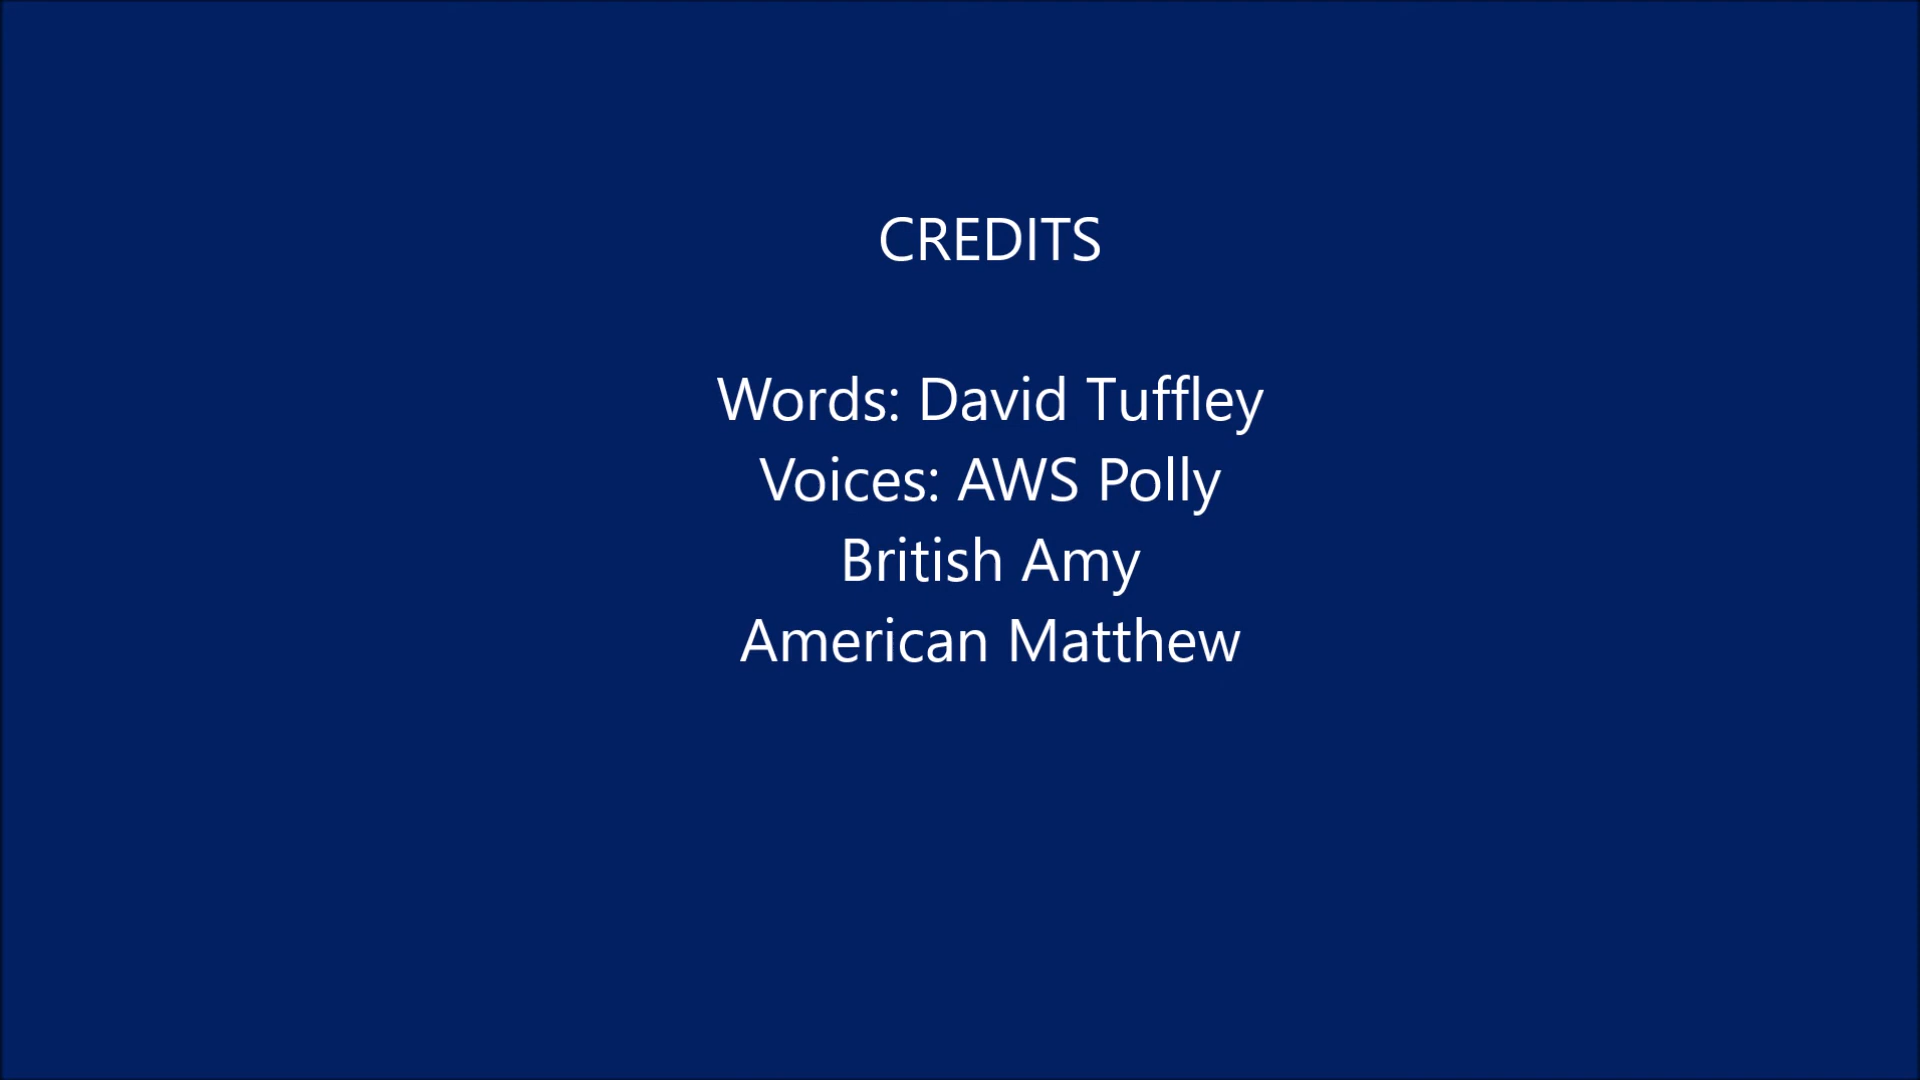 CREDITS
Words: David Tuffley
Voices: AWS Polly
British Amy
American Matthew